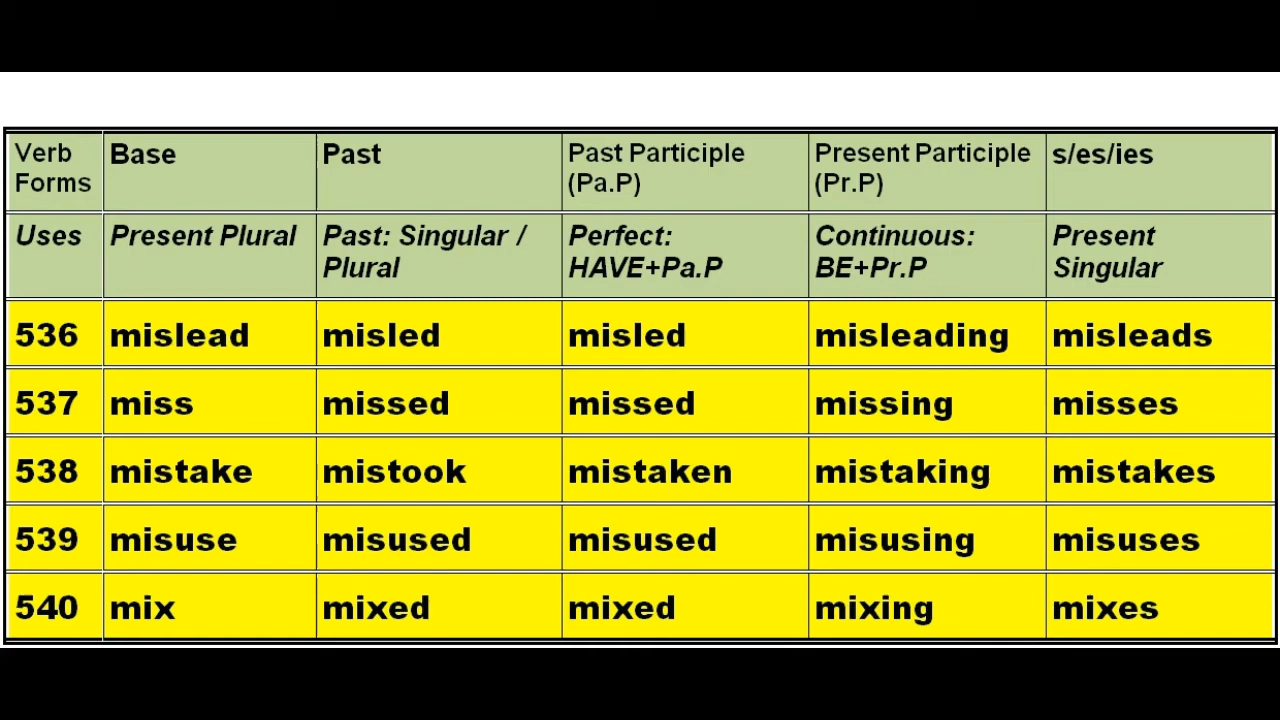 Verb Forms Base Past Past Participle (Pa.P) Present Participle (Pr.P) s/es/ies
Uses Present Plural Past: Singular / Plural Perfect: HAVE+Pa.P Continuous: BE+Pr.P Present Singular
536 mislead misled misled misleading misleads
537 miss missed missed missing misses
538 mistake mistook mistaken mistaking mistakes
539 misuse misused misused misusing misuses
540 mix mixed mixed mixing mixes